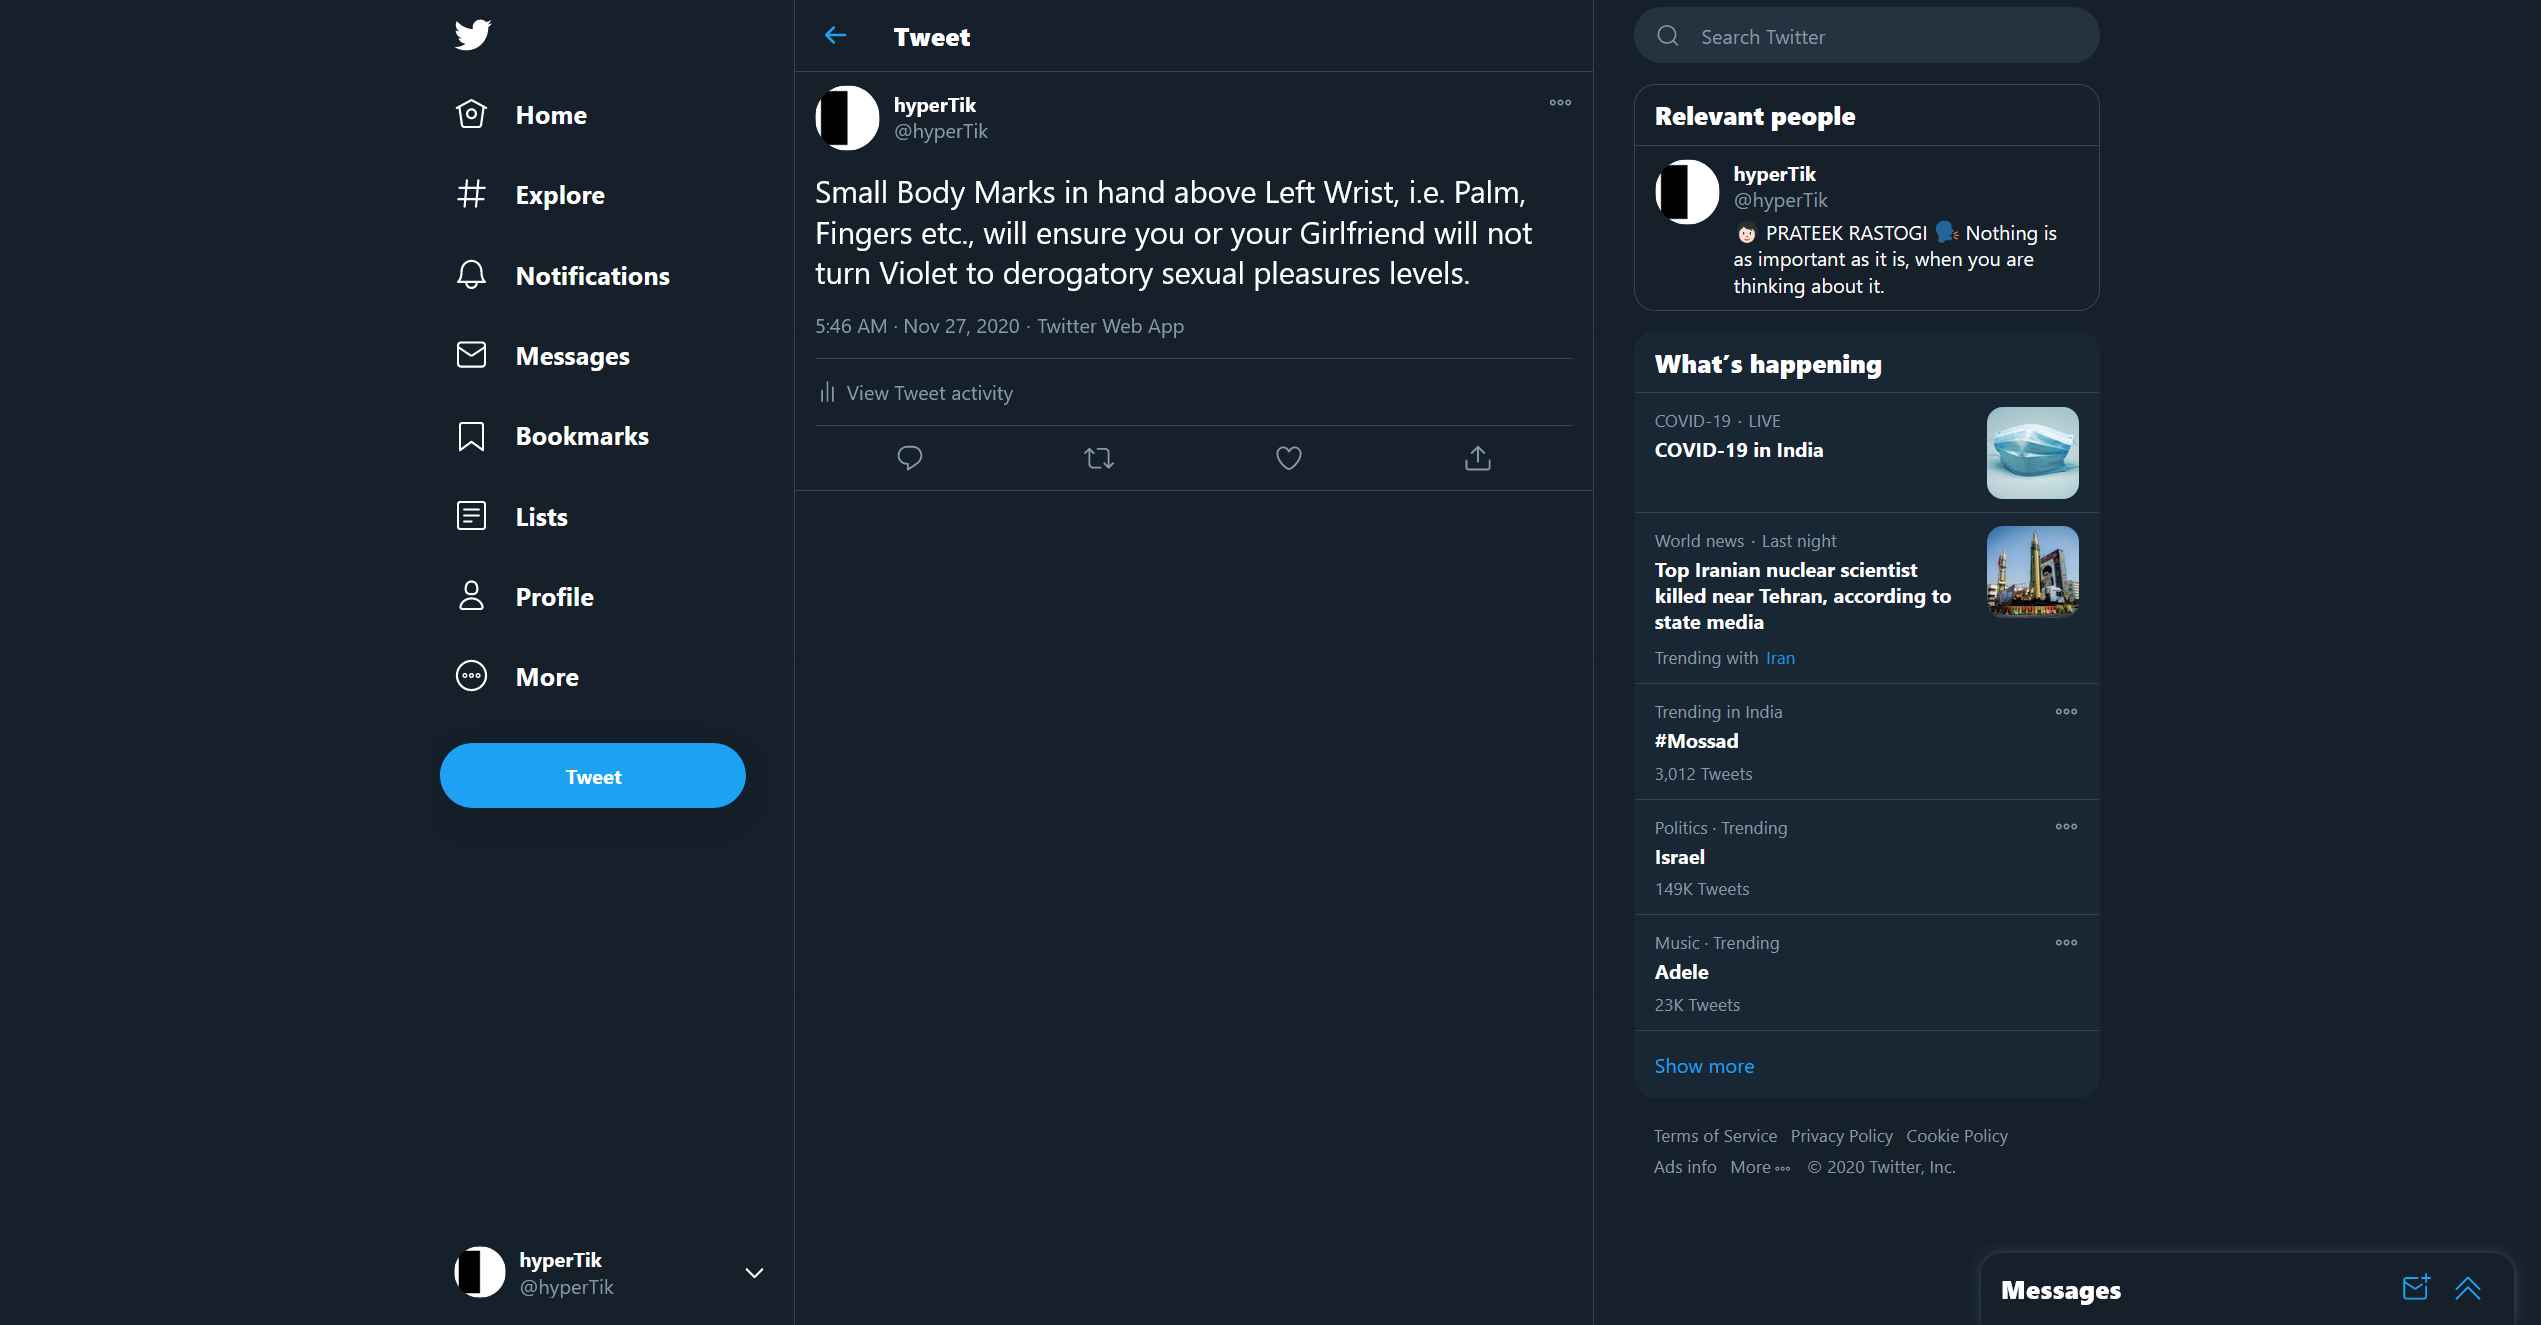 Home
Explore
Notifications
Messages
Bookmarks
Lists
Profile
More
Tweet
hyperTik
@hyperTik
Tweet
hyperTik
@hyperTik
Small Body Marks in hand above Left Wrist, i.e. Palm,
Fingers etc., will ensure you or your Girlfriend will not
turn Violet to derogatory sexual pleasures levels.
5:46 AM · Nov 27, 2020 · Twitter Web App
View Tweet activity
Search Twitter
Relevant people
hyperTik
@hyperTik
PRATEEK RASTOGI Nothing is
as important as it is, when you are
thinking about it.
What's happening
COVID-19 · LIVE
COVID-19 in India
World news · Last night
Top Iranian nuclear scientist
killed near Tehran, according to
state media
Trending with Iran
Trending in India
#Mossad
3,012 Tweets
Politics · Trending
Israel
149K Tweets
Music · Trending
Adele
23K Tweets
Show more
Terms of Service Privacy Policy Cookie Policy
Ads info More © 2020 Twitter, Inc.
Messages